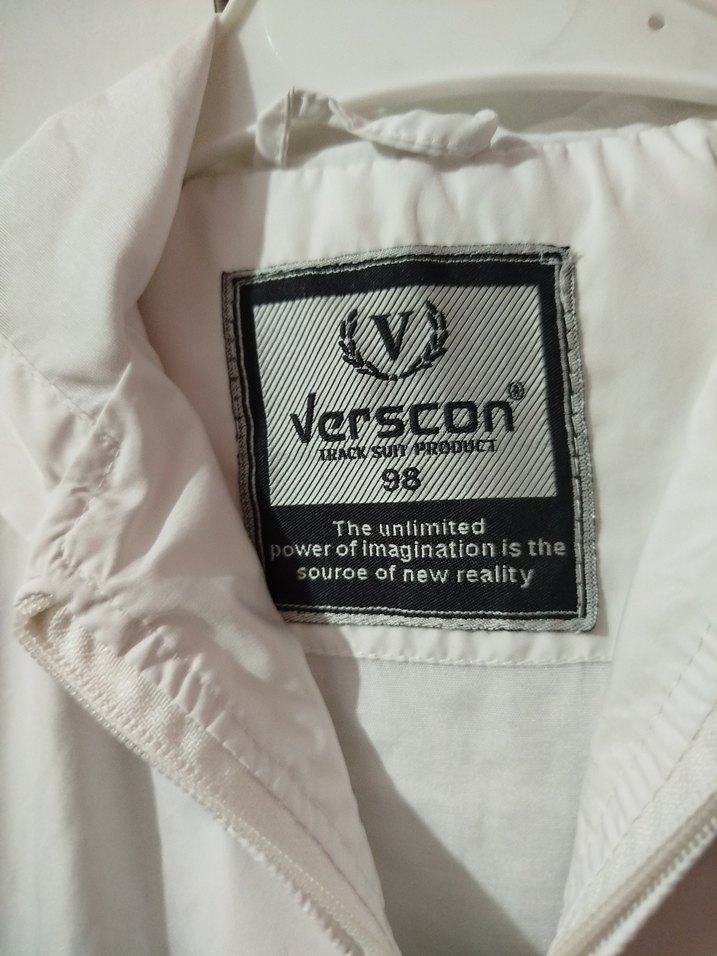 V
Verscon®
TRACK SUIT PRODUCT
98
The unlimited
power of imagination is the
souroe of new reality